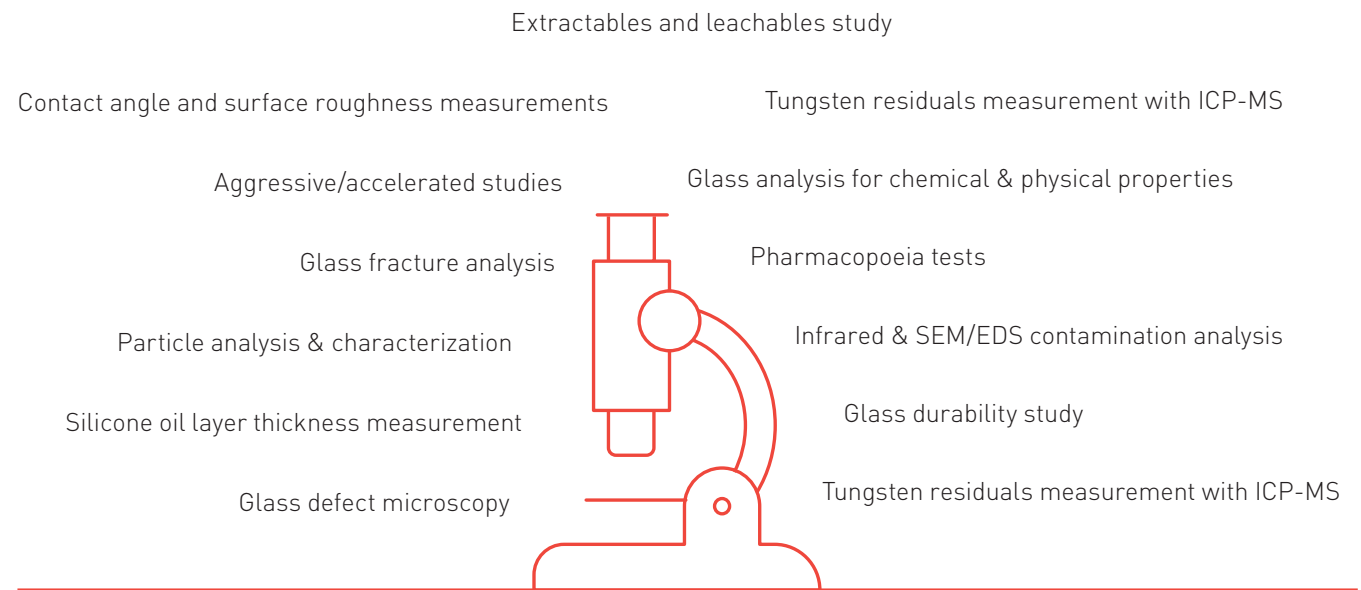 Extractables and leachables study
Contact angle and surface roughness measurements
Tungsten residuals measurement with ICP-MS
Aggressive/accelerated studies
Glass analysis for chemical & physical properties
Glass fracture analysis
Pharmacopoeia tests
Particle analysis & characterization
Infrared & SEM/EDS contamination analysis
Silicone oil layer thickness measurement
Glass durability study
Glass defect microscopy
Tungsten residuals measurement with ICP-MS